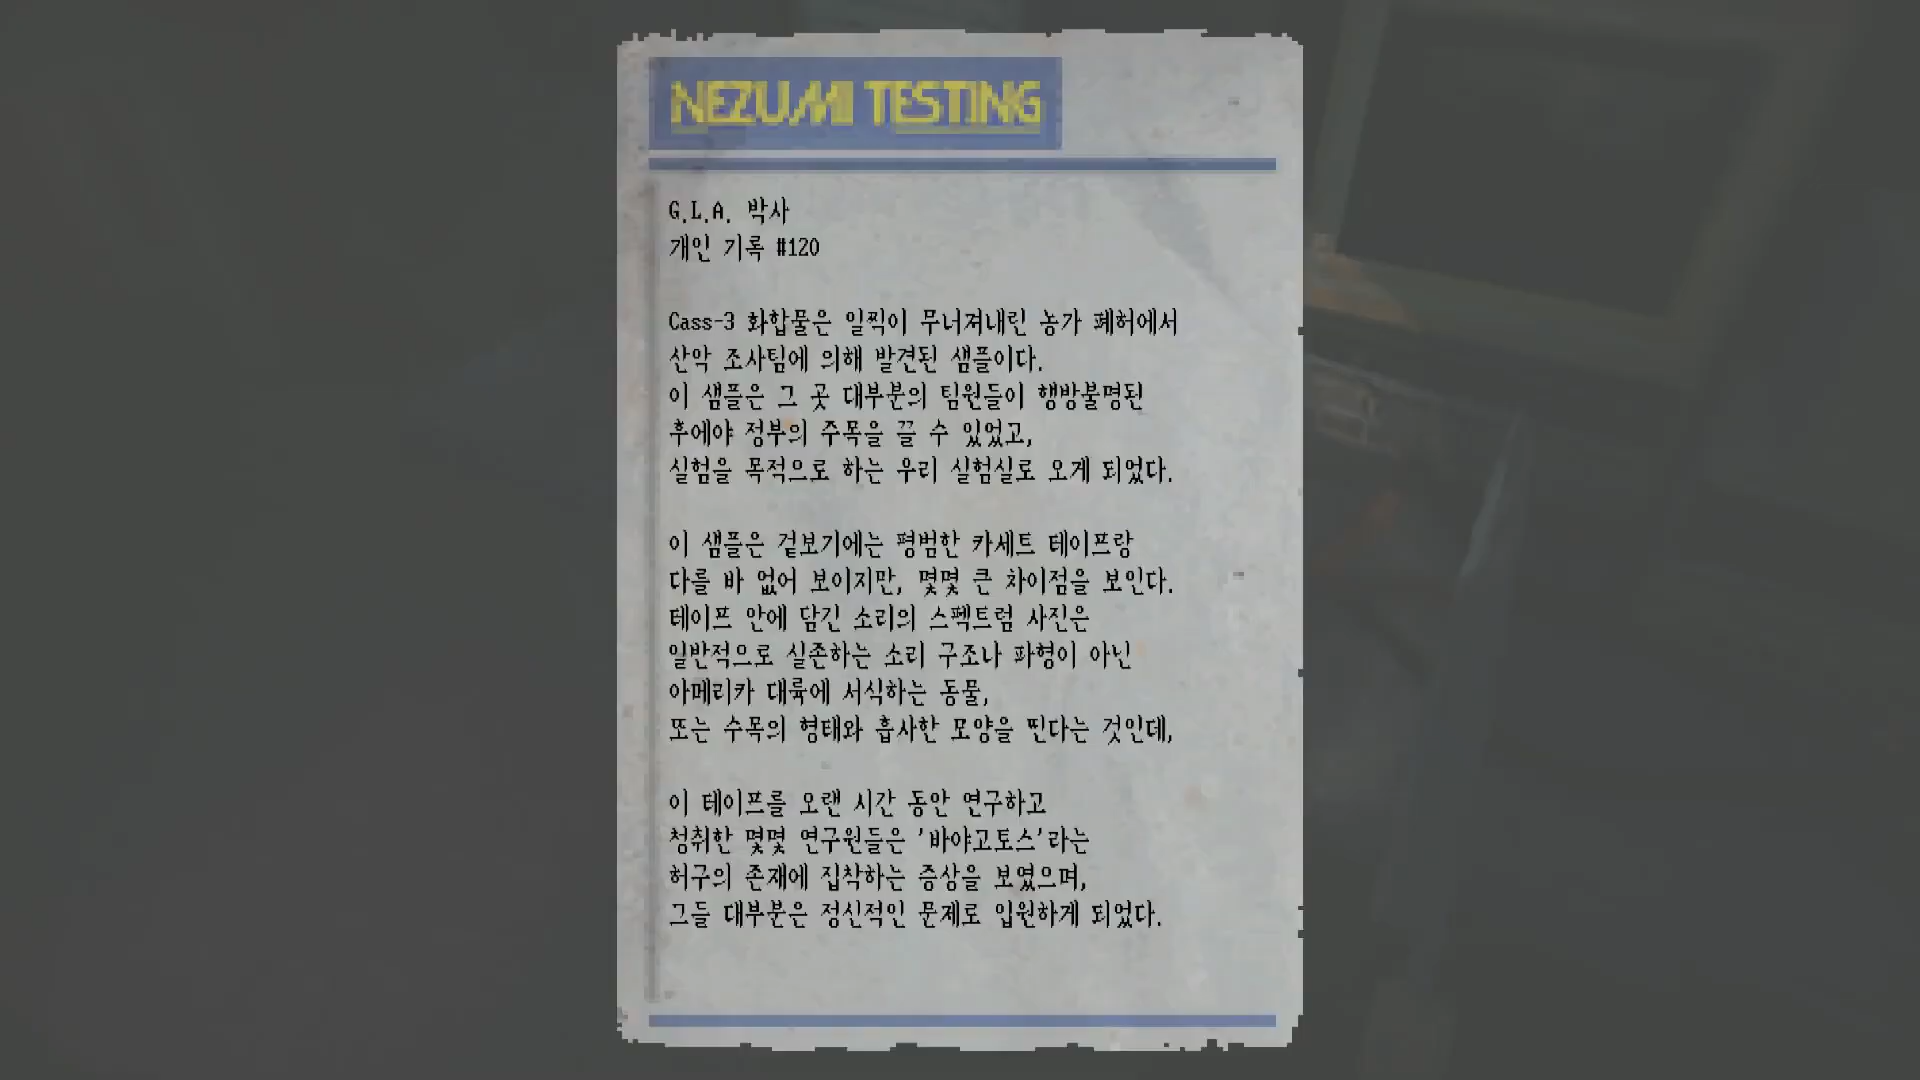 NEZUMI TESTING
G.L.A. 박사
개인 기록 #120
Cass-3 화합물은 일찍이 무너져내린 농가 폐허에서
산악 조사팀에 의해 발견된 샘플이다.
이 샘플은 그 곳 대부분의 팀원들이 행방불명된
후에야 정부의 주목을 끌 수 있었고,
실험을 목적으로 하는 우리 실험실로 오게 되었다.
이 샘플은 겉보기에는 평범한 카세트 테이프랑
다를 바 없어 보이지만, 몇몇 큰 차이점을 보인다.
테이프 안에 담긴 소리의 스펙트럼 사진은
일반적으로 실존하는 소리 구조나 파형이 아닌
아메리카 대륙에 서식하는 동물,
또는 수목의 형태와 흡사한 모양을 띈다는 것인데,
이 테이프를 오랜 시간 동안 연구하고
청취한 몇몇 연구원들은 '바야고토스'라는
허구의 존재에 집착하는 증상을 보였으며,
그들 대부분은 정신적인 문제로 입원하게 되었다.